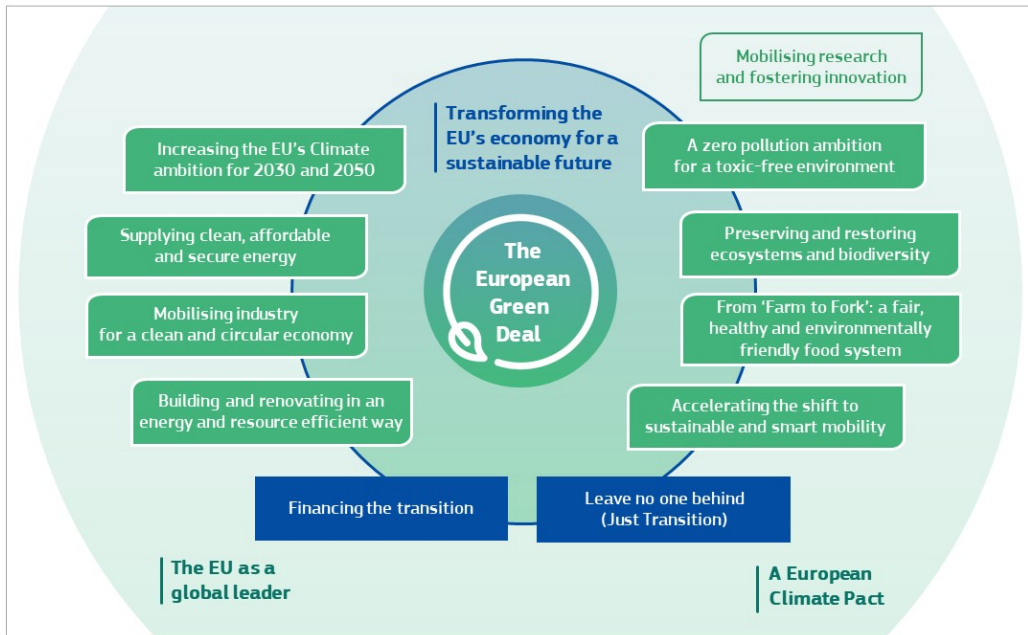 Mobilising research
and fostering innovation
Transforming the
EU's economy for a
sustainable future
Increasing the EU's Climate
ambition for 2030 and 2050
A zero pollution ambition
for a toxic-free environment
Supplying clean, affordable
and secure energy
Preserving and restoring
ecosystems and biodiversity
The
European
Green
Deal
Mobilising industry
for a clean and circular economy
From ‘Farm to Fork’: a fair,
healthy and environmentally
friendly food system
Building and renovating in an
energy and resource efficient way
Accelerating the shift to
sustainable and smart mobility
Financing the transition
Leave no one behind
(Just Transition)
The EU as a
global leader
A European
Climate Pact